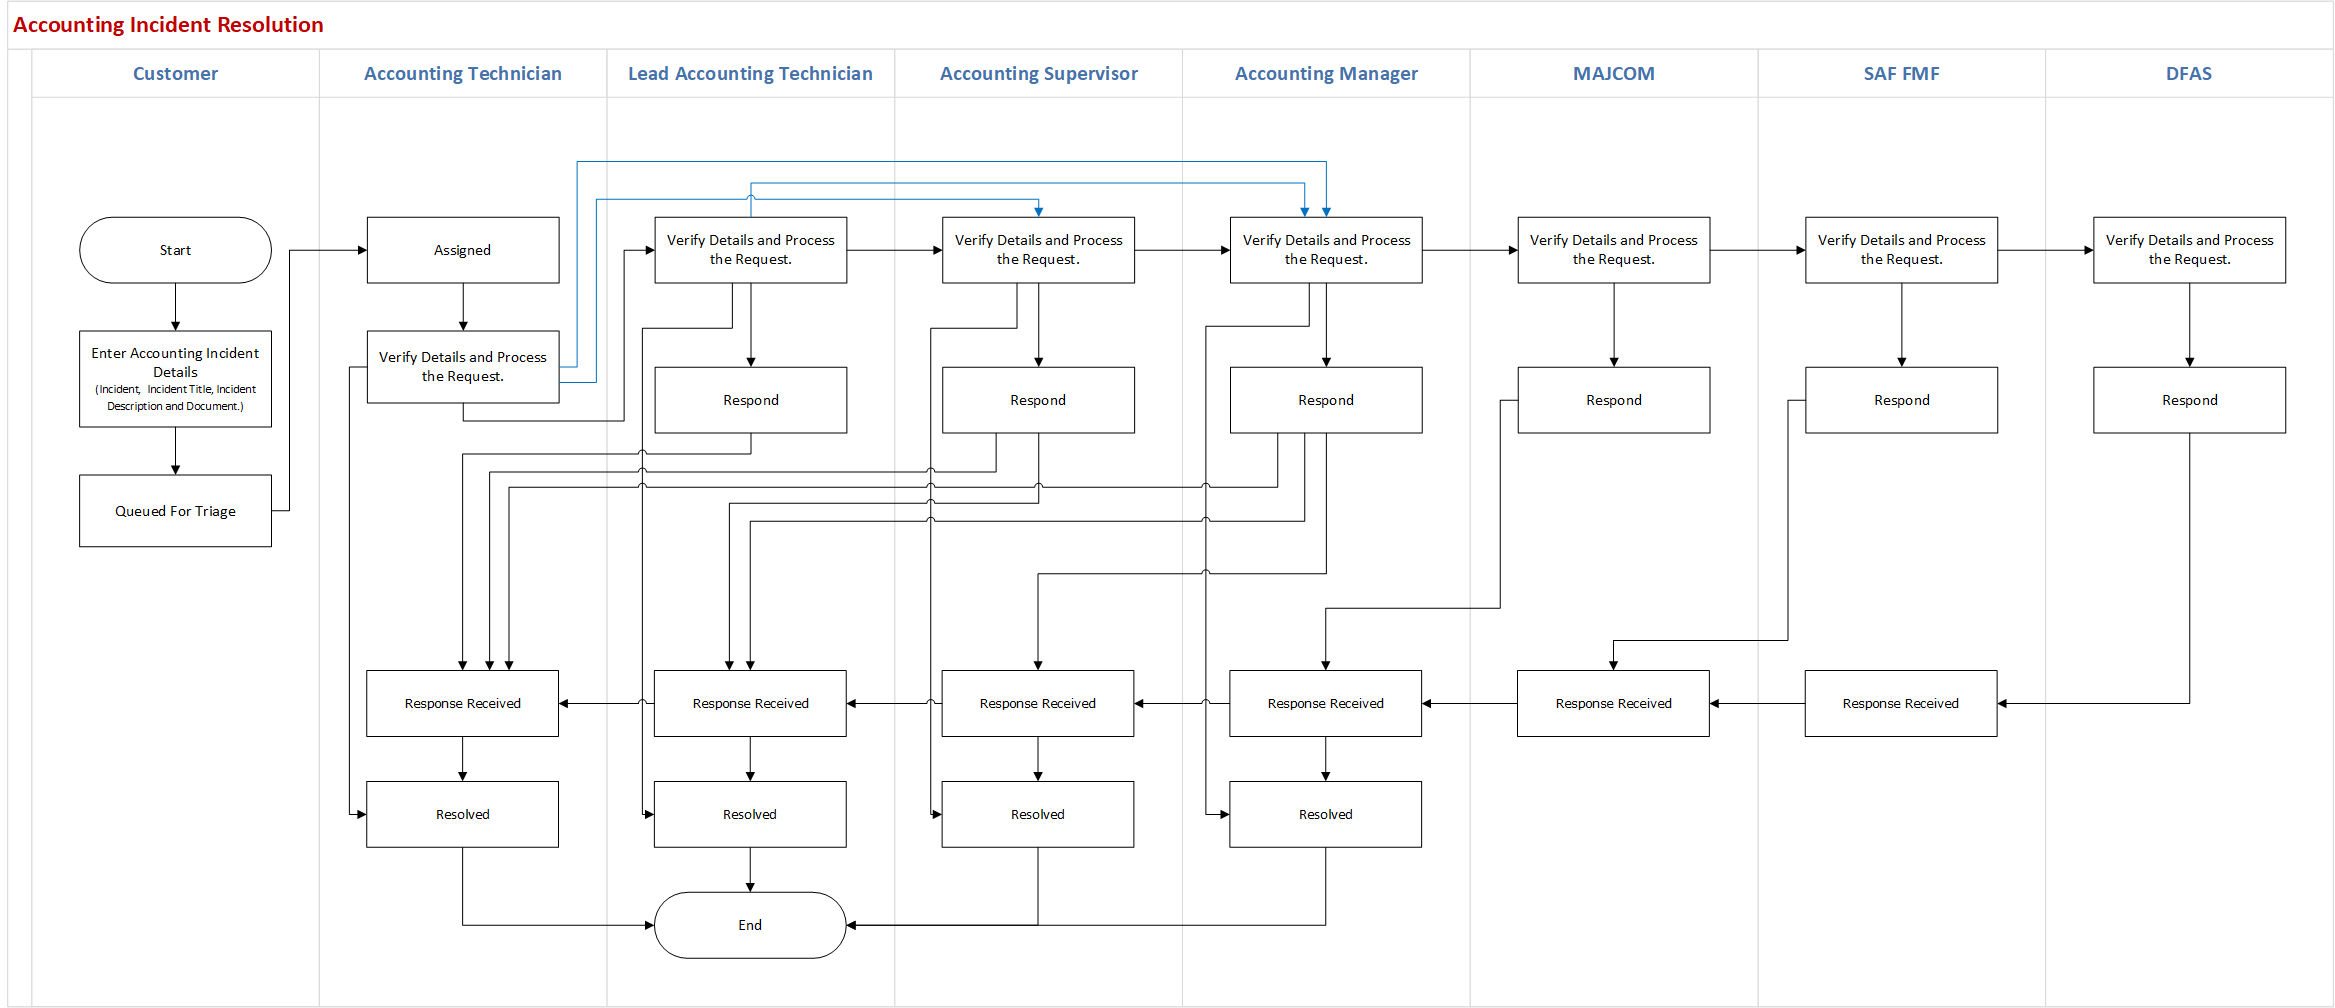 Accounting Incident Resolution
Customer
Accounting Technician
Lead Accounting Technician
Accounting Supervisor
Accounting Manager
MAJCOM
SAF FMF
DFAS
Start
Assigned
Verify Details and Process
the Request.
Verify Details and Process
the Request.
Verify Details and Process
the Request.
Verify Details and Process
the Request.
Verify Details and Process
the Request.
Verify Details and Process
the Request.
Enter Accounting Incident
Details
(Incident,  Incident Title, Incident
Description and Document.)
Verify Details and Process
the Request.
Respond
Respond
Respond
Respond
Respond
Respond
Queued For Triage
Response Received
Response Received
Response Received
Response Received
Response Received
Response Received
Resolved
Resolved
Resolved
Resolved
End